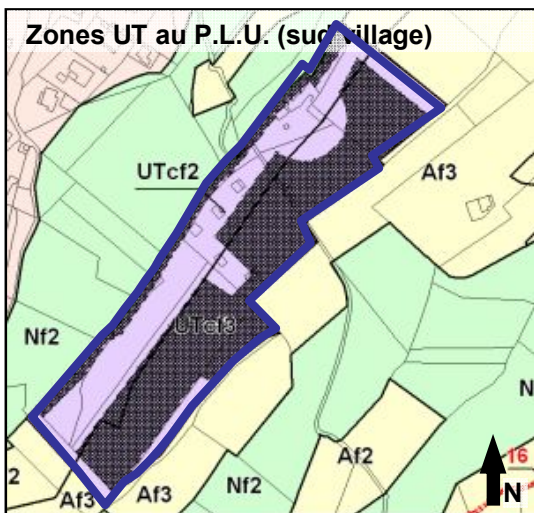 Zones UT au P.L.U. (sud village)
UTcf2
Af3
UTcf3
Nf2
N
2
Af2
16
Af3
Af3
Nf2
N